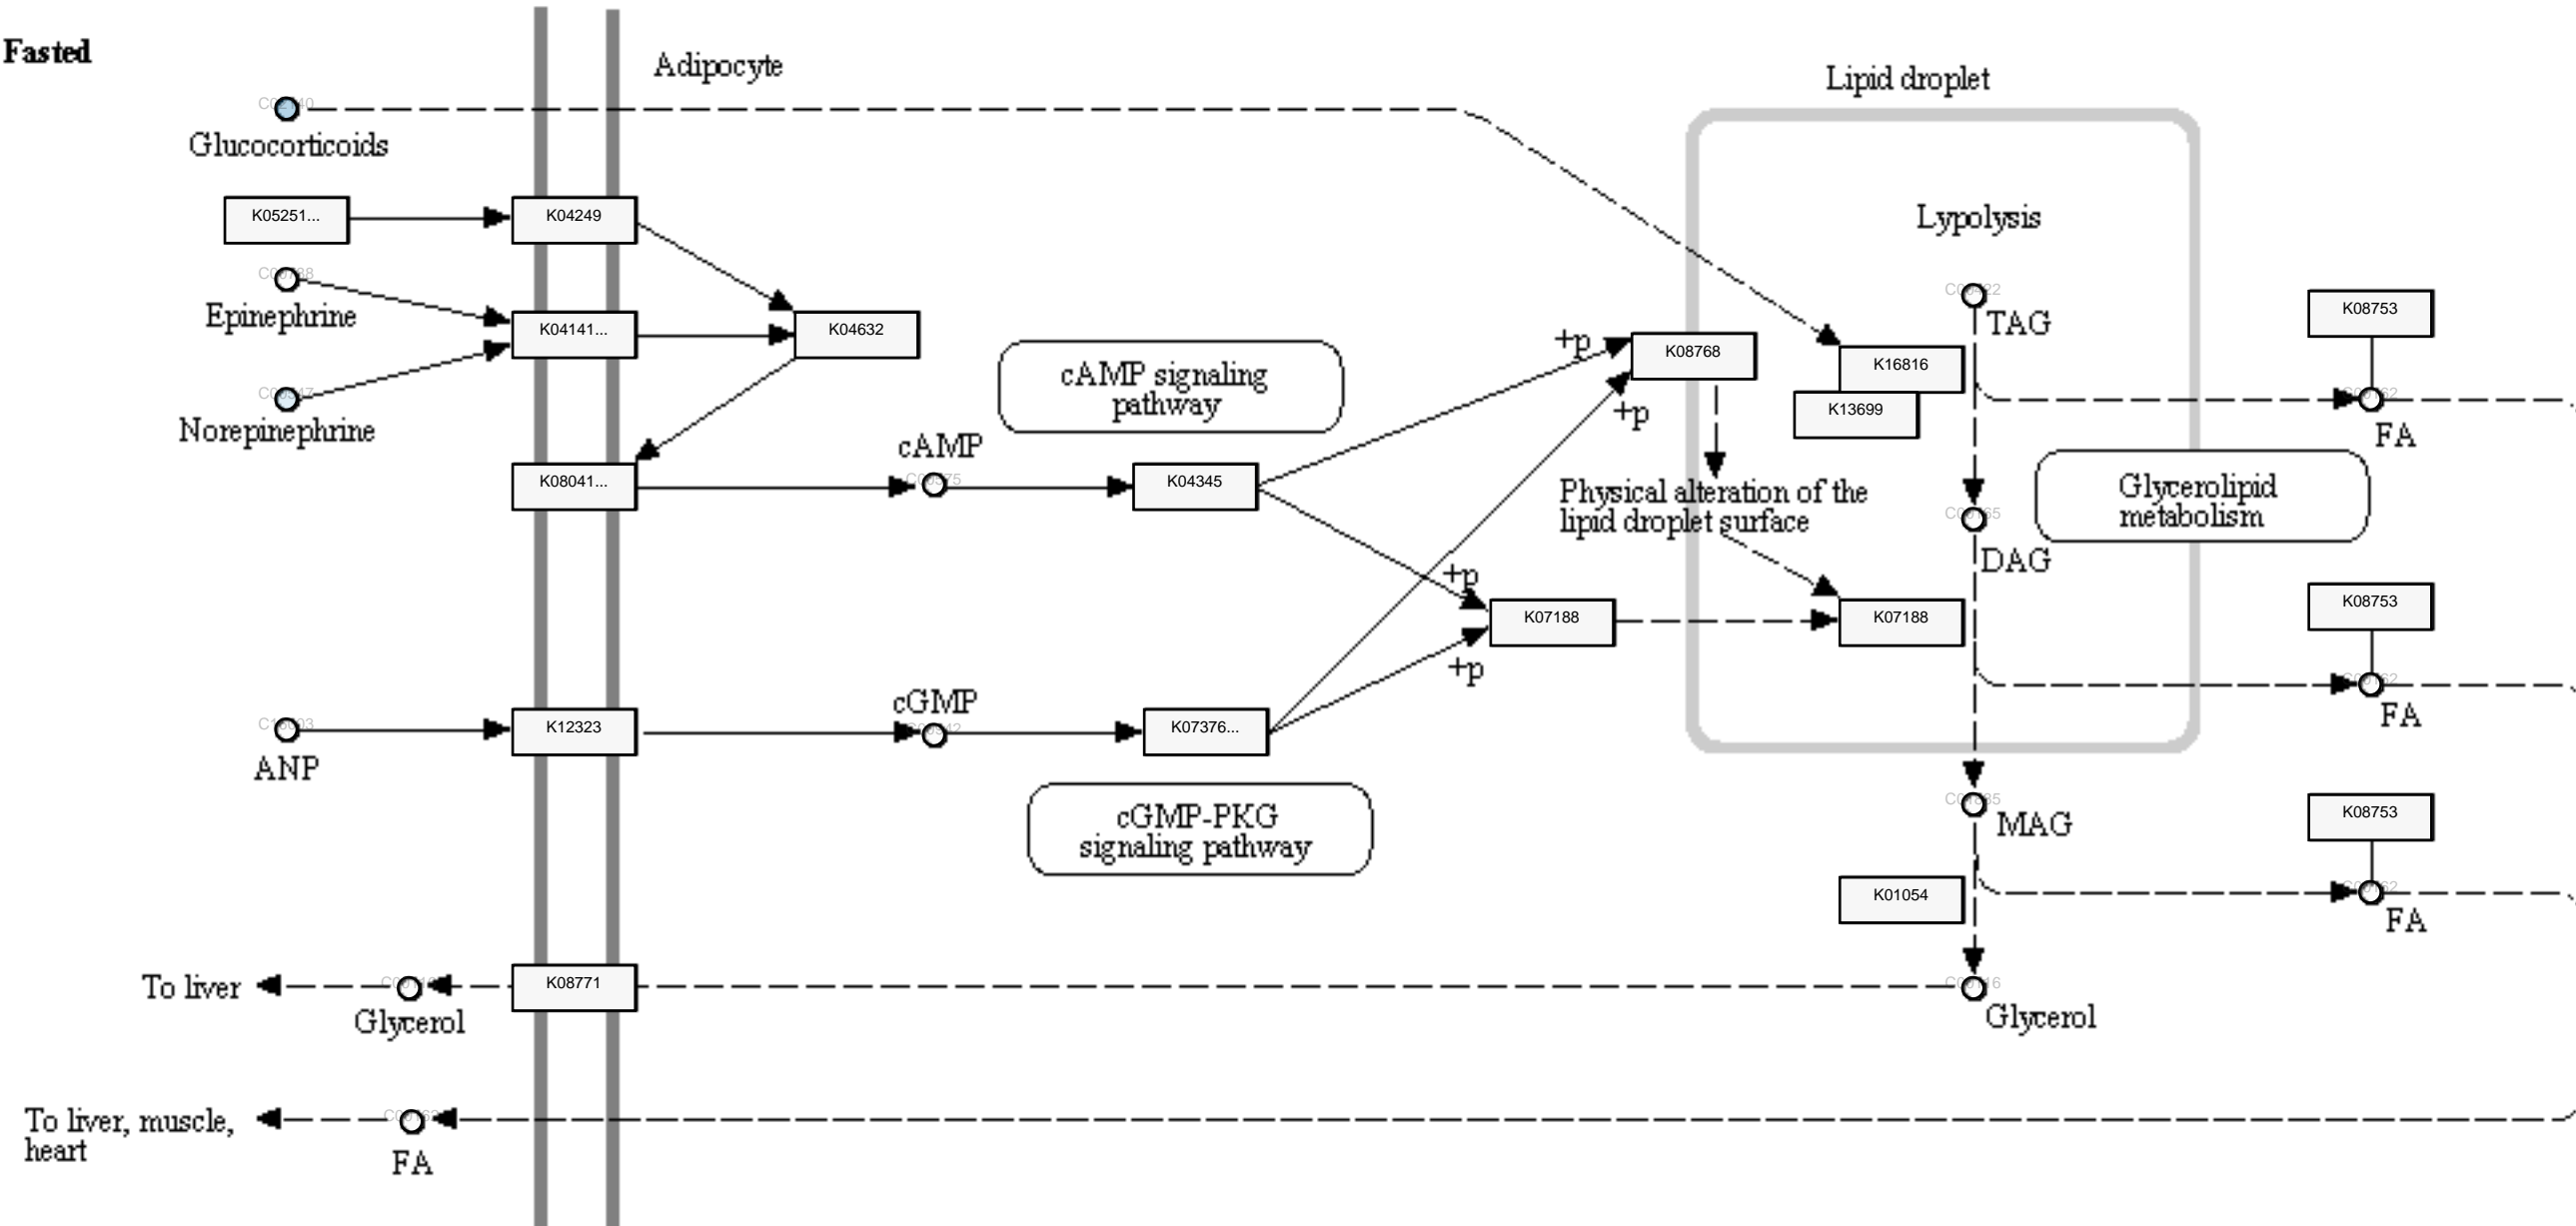 Fasted
Adipocyte
Lipid droplet
Glucocorticoids
K05251...
K04249
Lypolysis
Epinephrine
K04141...
K04632
TAG
K08753
K08768
+p
K16816
cAMP signaling
pathway
K13699
+p
Norepinephrine
FA
cAMP
K08041...
K04345
Physical alteration of the
lipid droplet surface
Glycerolipid
metabolism
DAG
+p
K07188
K07188
K08753
+p
FA
cGMP
K12323
K07376...
ANP
cGMP-PKG
signaling pathway
MAG
K08753
K01054
FA
To liver
K08771
Glycerol
Glycerol
To liver, muscle,
heart
FA